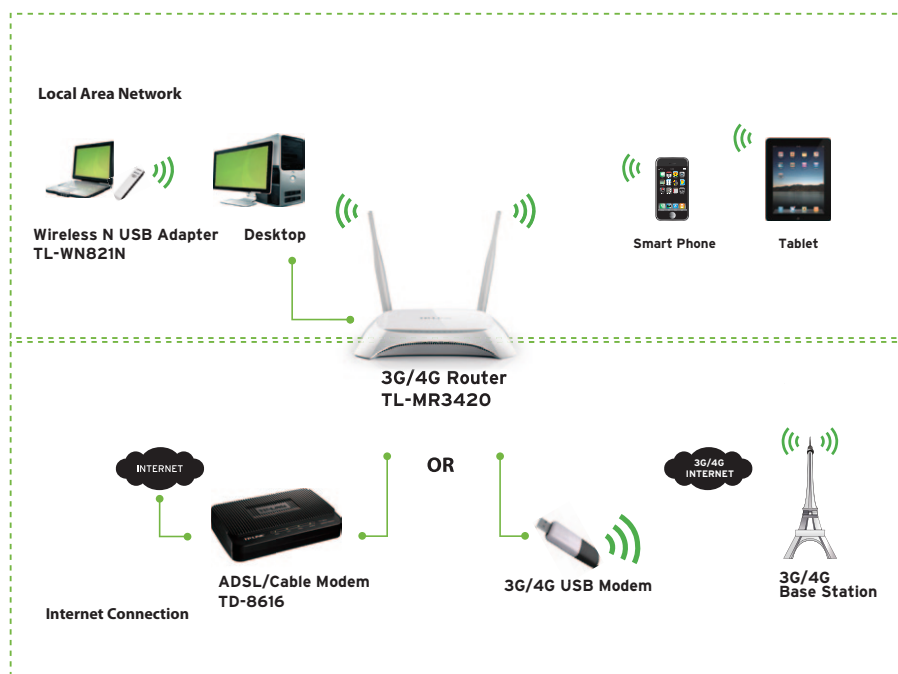 Local Area Network
Wireless N USB Adapter
TL-WN821N
Desktop
Smart Phone
Tablet
3G/4G Router
TL-MR3420
INTERNET
OR
3G/4G
INTERNET
ADSL/Cable Modem
TD-8616
3G/4G USB Modem
3G/4G
Base Station
Internet Connection